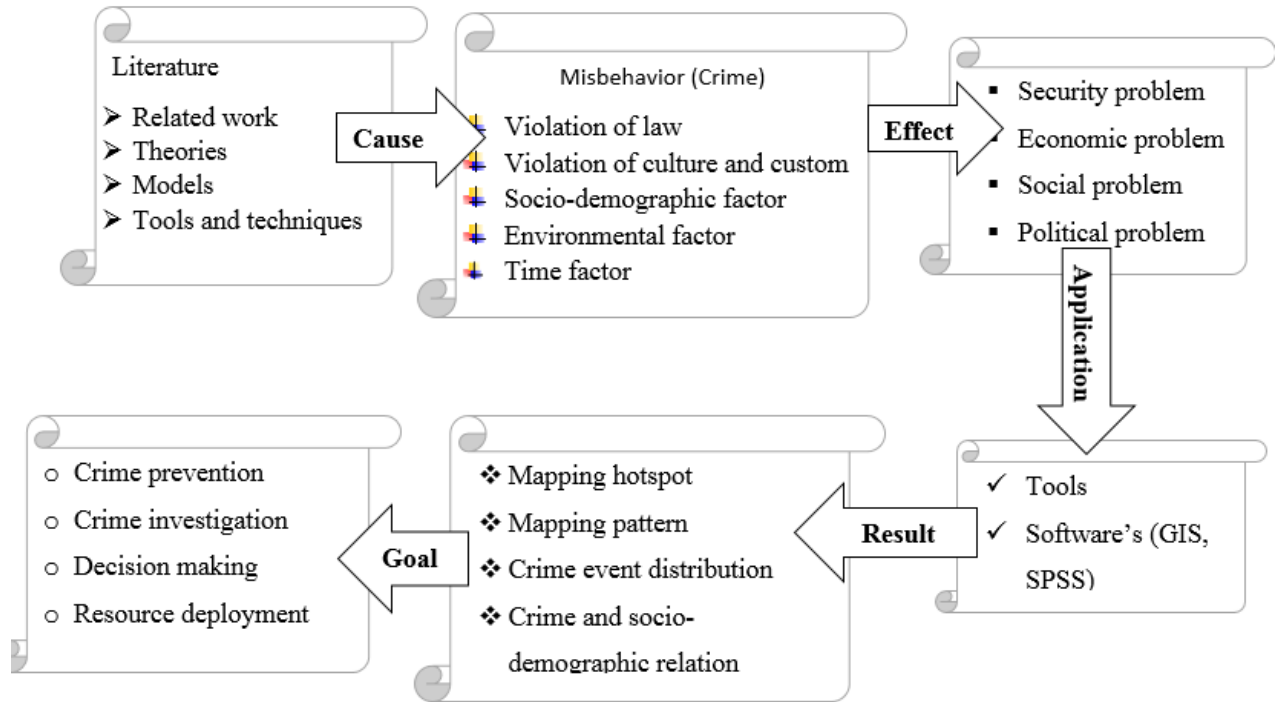 Literature
Related work
Theories
Models
Tools and techniques
Cause
Misbehavior (Crime)
Violation of law
Violation of culture and custom
Socio-demographic factor
Environmental factor
Time factor
Effect
Security problem
Economic problem
Social problem
Political problem
Application
Tools
Software's (GIS,
SPSS)
Result
Mapping hotspot
Mapping pattern
Crime event distribution
Crime and socio-
demographic relation
Goal
Crime prevention
Crime investigation
Decision making
Resource deployment